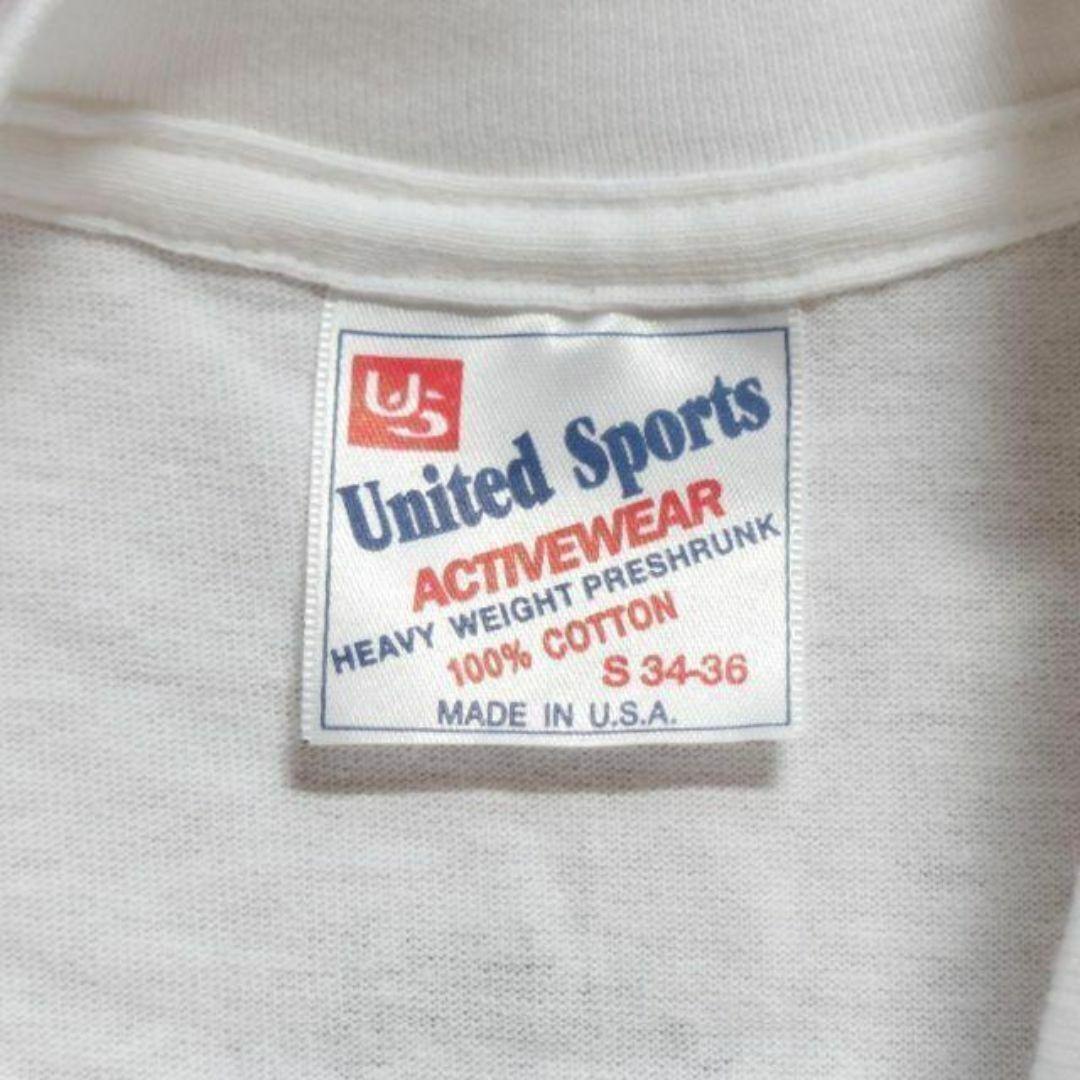 US
United Sports
ACTIVEWEAR
HEAVY WEIGHT PRESHRUNK
100% COTTON
S 34-36
MADE IN U.S.A.